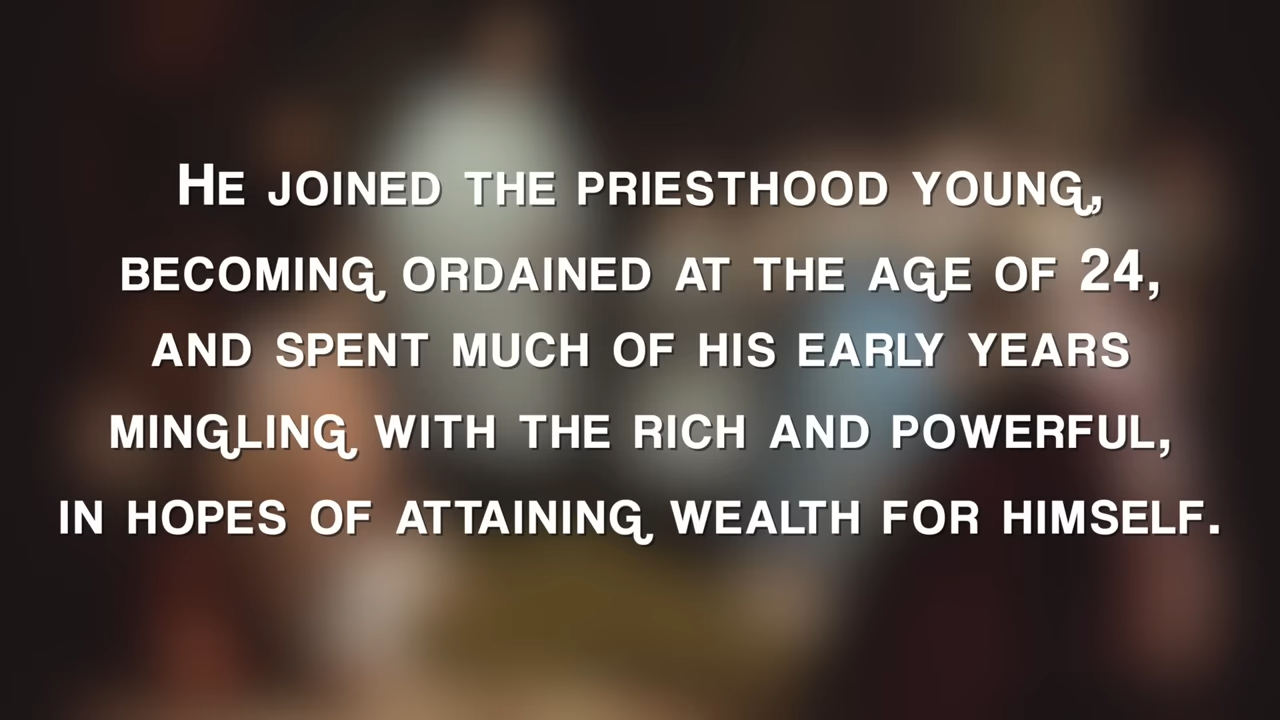 He joined the priesthood young,
becoming ordained at the age of 24,
and spent much of his early years
mingling with the rich and powerful,
in hopes of attaining wealth for himself.